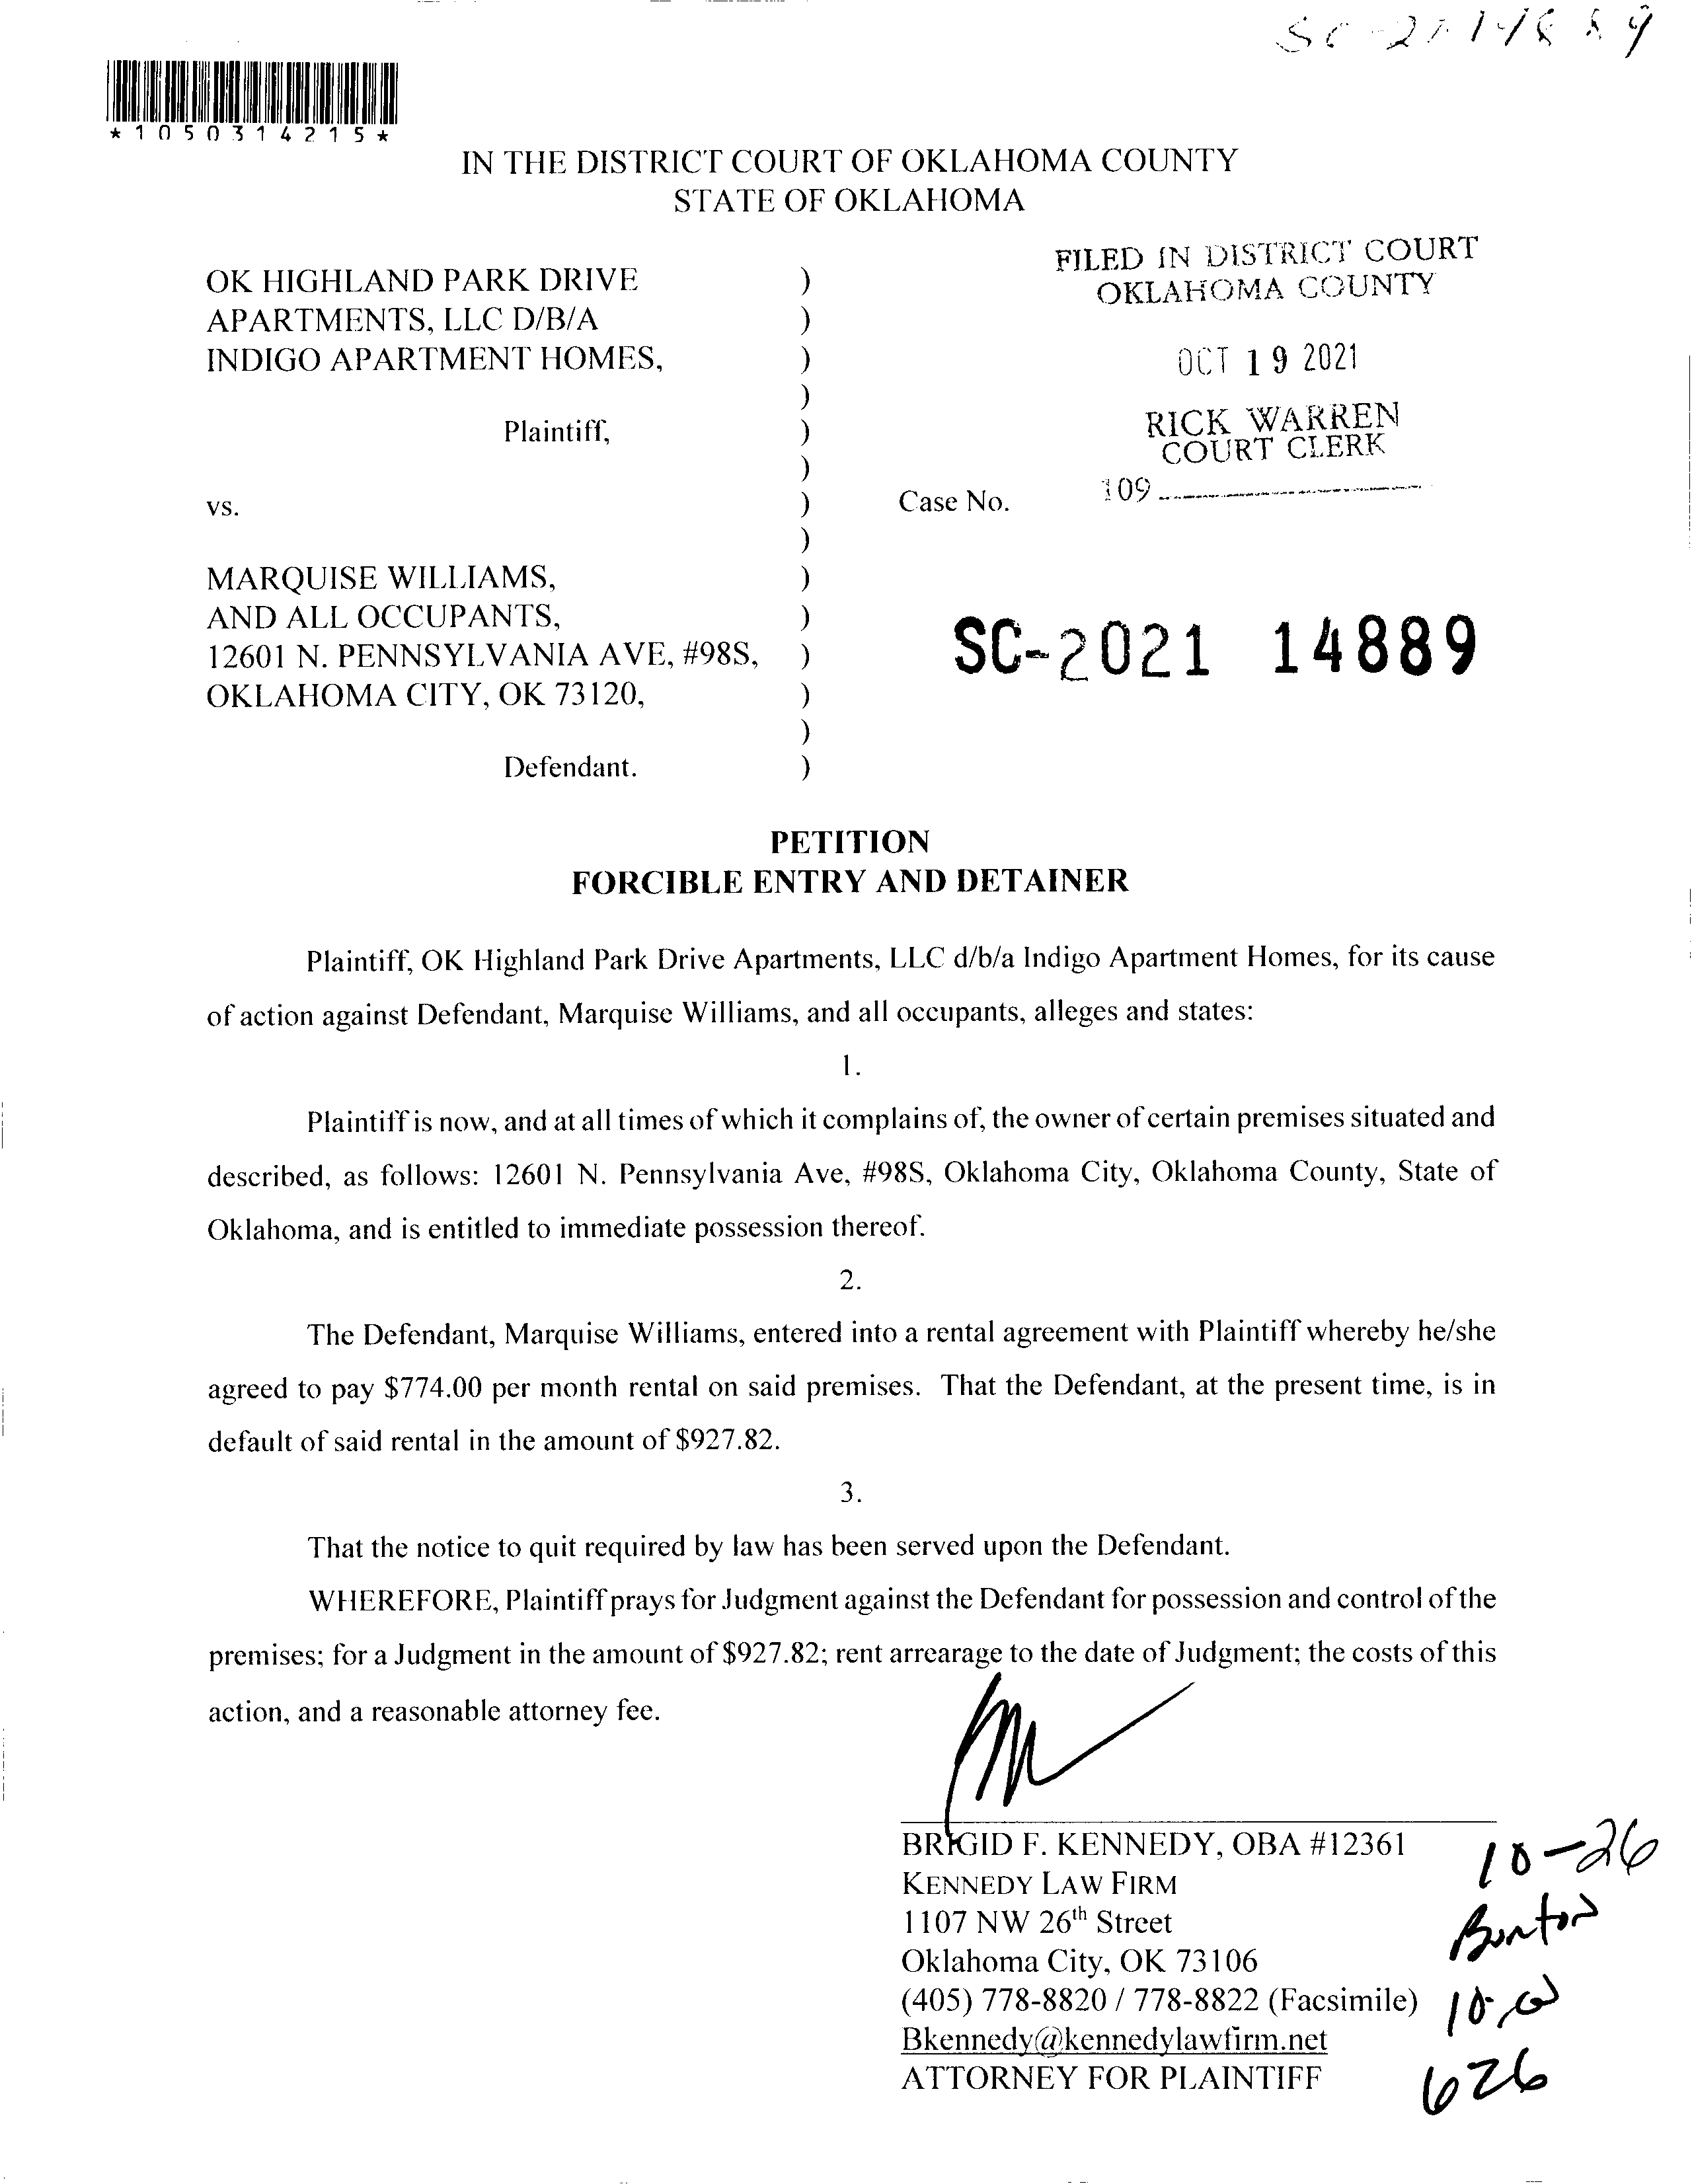 SC-21-14889
*1050314215*
IN THE DISTRICT COURT OF OKLAHOMA COUNTY
STATE OF OKLAHOMA
FILED IN DISTRICT COURT
OKLAHOMA COUNTY
OCT 19 2021
RICK WARREN
COURT CLERK
109
OK HIGHLAND PARK DRIVE )
APARTMENTS, LLC D/B/A )
INDIGO APARTMENT HOMES, )
)
Plaintiff, )
)
vs. ) Case No.
)
MARQUISE WILLIAMS, )
AND ALL OCCUPANTS, )
12601 N. PENNSYLVANIA AVE, #98S, ) SC-2021 14889
OKLAHOMA CITY, OK 73120, )
)
Defendant. )
PETITION
FORCIBLE ENTRY AND DETAINER
Plaintiff, OK Highland Park Drive Apartments, LLC d/b/a Indigo Apartment Homes, for its cause
of action against Defendant, Marquise Williams, and all occupants, alleges and states:
1.
Plaintiff is now, and at all times of which it complains of, the owner of certain premises situated and
described, as follows: 12601 N. Pennsylvania Ave, #98S, Oklahoma City, Oklahoma County, State of
Oklahoma, and is entitled to immediate possession thereof.
2.
The Defendant, Marquise Williams, entered into a rental agreement with Plaintiff whereby he/she
agreed to pay $774.00 per month rental on said premises. That the Defendant, at the present time, is in
default of said rental in the amount of $927.82.
3.
That the notice to quit required by law has been served upon the Defendant.
WHEREFORE, Plaintiff prays for Judgment against the Defendant for possession and control of the
premises; for a Judgment in the amount of $927.82; rent arrearage to the date of Judgment; the costs of this
action, and a reasonable attorney fee.
BRIGID F. KENNEDY, OBA #12361
KENNEDY LAW FIRM
1107 NW 26th Street
Oklahoma City, OK 73106
(405) 778-8820 / 778-8822 (Facsimile)
Bkennedy@kennedylawfirm.net
ATTORNEY FOR PLAINTIFF
10-26
626